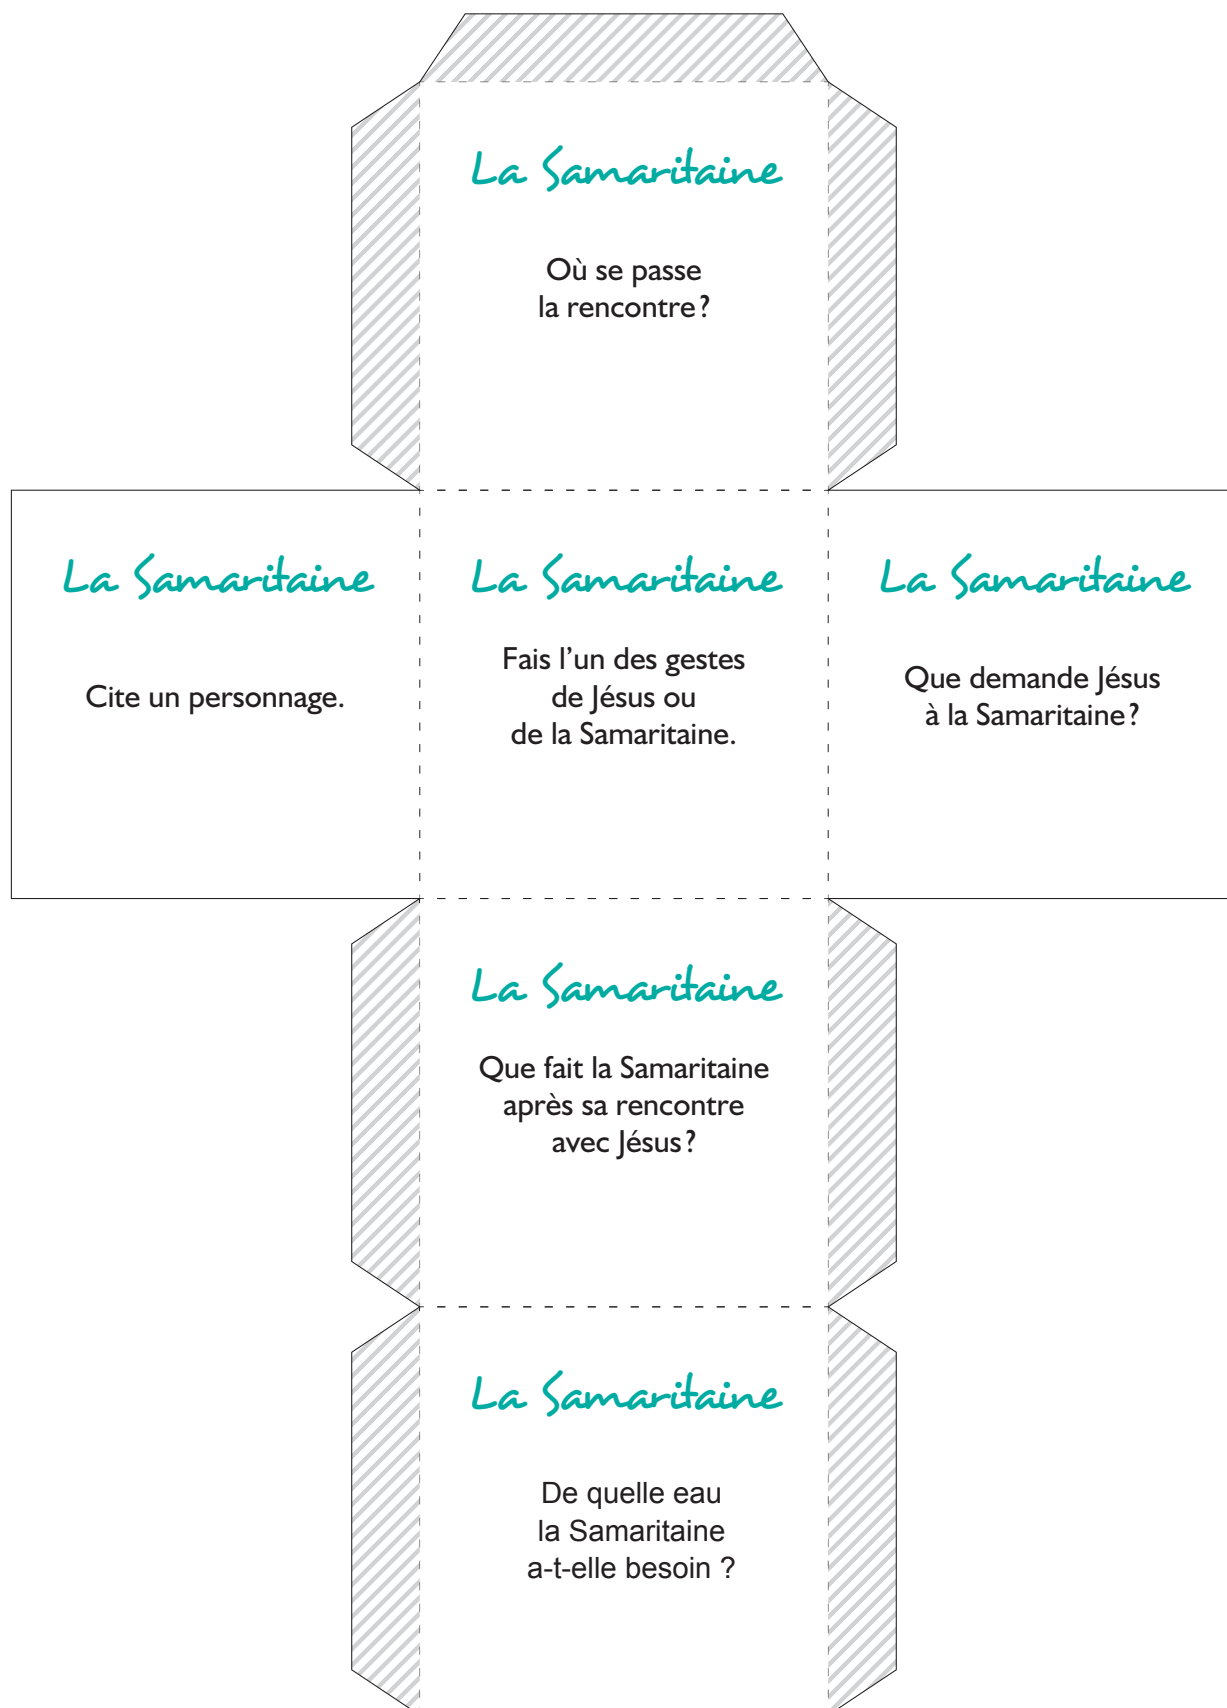 La Samaritaine
Où se passe
la rencontre ?
La Samaritaine
Cite un personnage.
La Samaritaine
Fais l’un des gestes
de Jésus ou
de la Samaritaine.
La Samaritaine
Que demande Jésus
à la Samaritaine ?
La Samaritaine
Que fait la Samaritaine
après sa rencontre
avec Jésus ?
La Samaritaine
De quelle eau
la Samaritaine
a-t-elle besoin ?